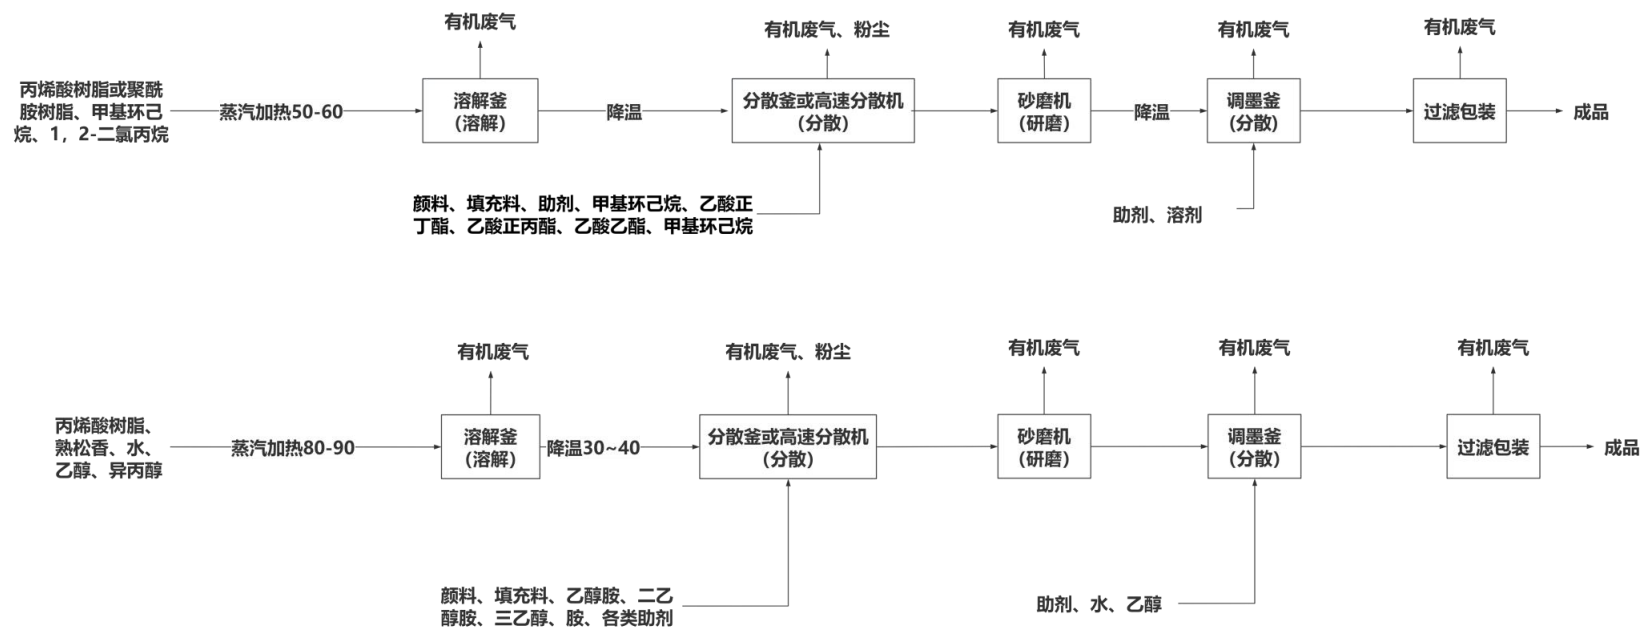 有机废气
有机废气、粉尘
有机废气
有机废气
有机废气
丙烯酸树脂或聚酰
胺树脂、甲基环己
烷、1，2-二氯丙烷
蒸汽加热50-60
溶解釜
（溶解）
降温
分散釜或高速分散机
（分散）
砂磨机
（研磨）
降温
调墨釜
（分散）
过滤包装
成品
颜料、填充料、助剂、甲基环己烷、乙酸正
丁酯、乙酸正丙酯、乙酸乙酯、甲基环己烷
助剂、溶剂
有机废气
有机废气、粉尘
有机废气
有机废气
有机废气
丙烯酸树脂、
熟松香、水、
乙醇、异丙醇
蒸汽加热80-90
溶解釜
（溶解）
降温30~40
分散釜或高速分散机
（分散）
砂磨机
（研磨）
调墨釜
（分散）
过滤包装
成品
颜料、填充料、乙醇胺、二乙
醇胺、三乙醇、胺、各类助剂
助剂、水、乙醇